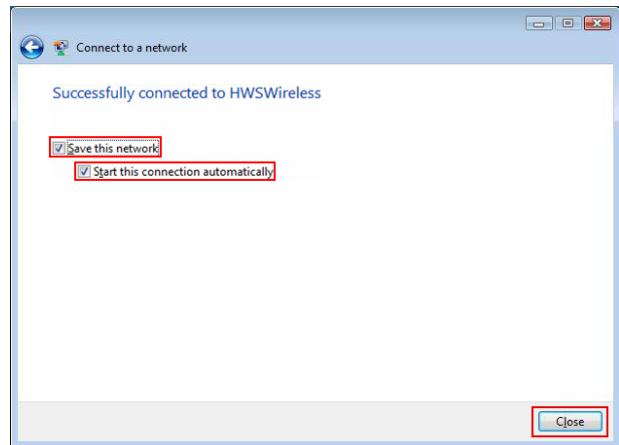 Connect to a network
Successfully connected to HWSWireless
Save this network
Start this connection automatically
Close